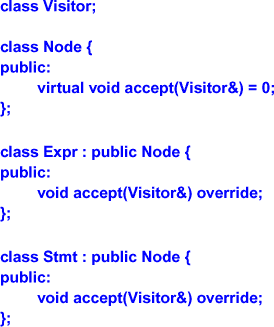 class Visitor;
class Node {
public:
virtual void accept(Visitor&) = 0;
};
class Expr : public Node {
public:
void accept(Visitor&) override;
};
class Stmt : public Node {
public:
void accept(Visitor&) override;
};